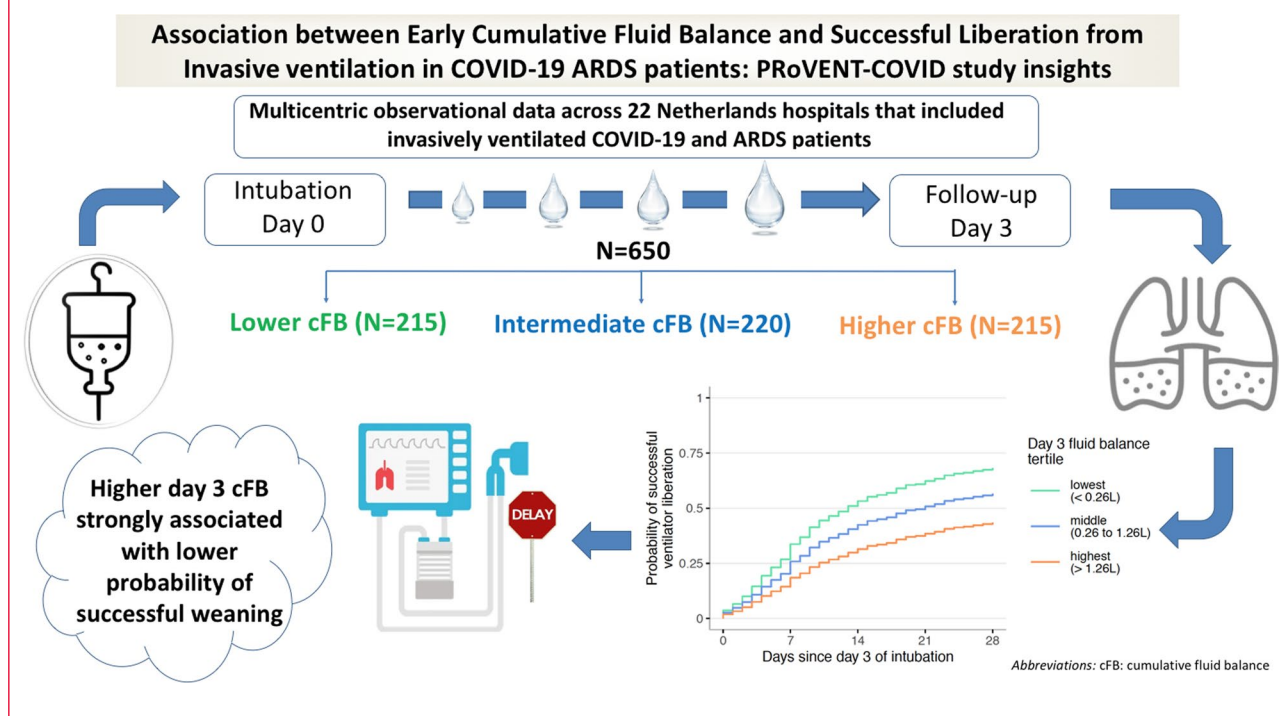 Association between Early Cumulative Fluid Balance and Successful Liberation from
Invasive ventilation in COVID-19 ARDS patients: PRoVENT-COVID study insights
Multicentric observational data across 22 Netherlands hospitals that included
invasively ventilated COVID-19 and ARDS patients
Intubation
Day 0
Follow-up
Day 3
N=650
Lower cFB (N=215)
Intermediate cFB (N=220)
Higher cFB (N=215)
Higher day 3 cFB
strongly associated
with lower
probability of
successful weaning
DELAY
Probability of successful
ventilator liberation
1
0.75
0.5
0.25
0
0
7
14
21
28
Days since day 3 of intubation
Day 3 fluid balance
tertile
lowest
(< 0.26L)
middle
(0.26 to 1.26L)
highest
(> 1.26L)
Abbreviations: cFB: cumulative fluid balance